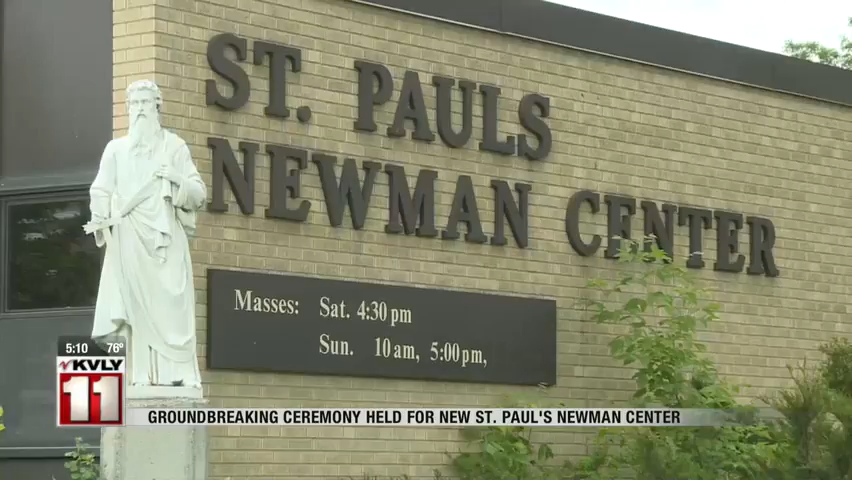 ST. PAULS
NEWMAN CENTER
Masses: Sat. 4:30 pm
Sun. 10 am, 5:00 pm,
5:10 76°
KVLY
11
GROUNDBREAKING CEREMONY HELD FOR NEW ST. PAUL'S NEWMAN CENTER